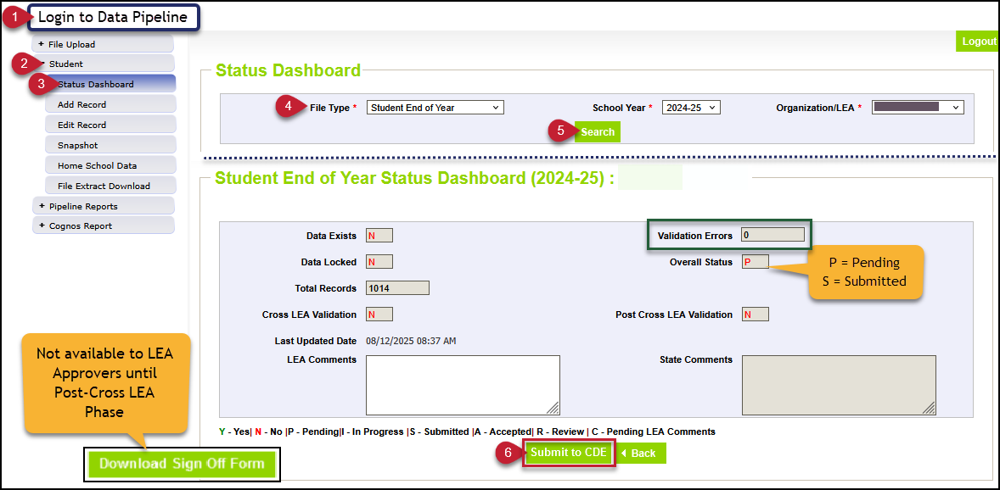 1 Login to Data Pipeline
+ File Upload
2 Student
3 Status Dashboard
Add Record
Edit Record
Snapshot
Home School Data
File Extract Download
+ Pipeline Reports
+ Cognos Report
Logout
Status Dashboard
4 File Type * Student End of Year School Year * 2024-25 Organization/LEA *
5 Search
Student End of Year Status Dashboard (2024-25) :
Data Exists N Validation Errors 0
Data Locked N Overall Status P
P = Pending
S = Submitted
Total Records 1014
Cross LEA Validation N Post Cross LEA Validation N
Last Updated Date 08/12/2025 08:37 AM
LEA Comments State Comments
Y - Yes| N - No |P - Pending|I - In Progress |S - Submitted |A - Accepted| R - Review | C - Pending LEA Comments
6 Submit to CDE Back
Not available to LEA
Approvers until
Post-Cross LEA
Phase
Download Sign Off Form